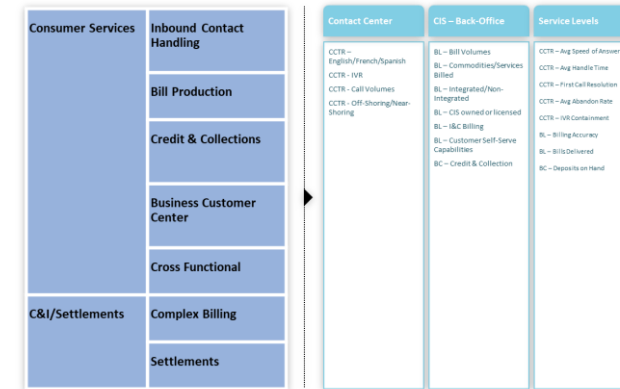 Consumer Services
Inbound Contact
Handling
Bill Production
Credit & Collections
Business Customer
Center
Cross Functional
C&I/Settlements
Complex Billing
Settlements
Contact Center
CCTR –
English/French/Spanish
CCTR - IVR
CCTR - Call Volumes
CCTR - Off-Shoring/Near-
Shoring
CIS – Back-Office
BL – Bill Volumes
BL – Commodities/Services
Billed
BL – Integrated/Non-
Integrated
BL – CIS owned or licensed
BL – I&C Billing
BL – Customer Self-Serve
Capabilities
BC – Credit & Collection
Service Levels
CCTR – Avg Speed of Answer
CCTR – Avg Handle Time
CCTR – First Call Resolution
CCTR – Avg Abandon Rate
CCTR – IVR Containment
BL – Billing Accuracy
BL – Bills Delivered
BC – Deposits on Hand